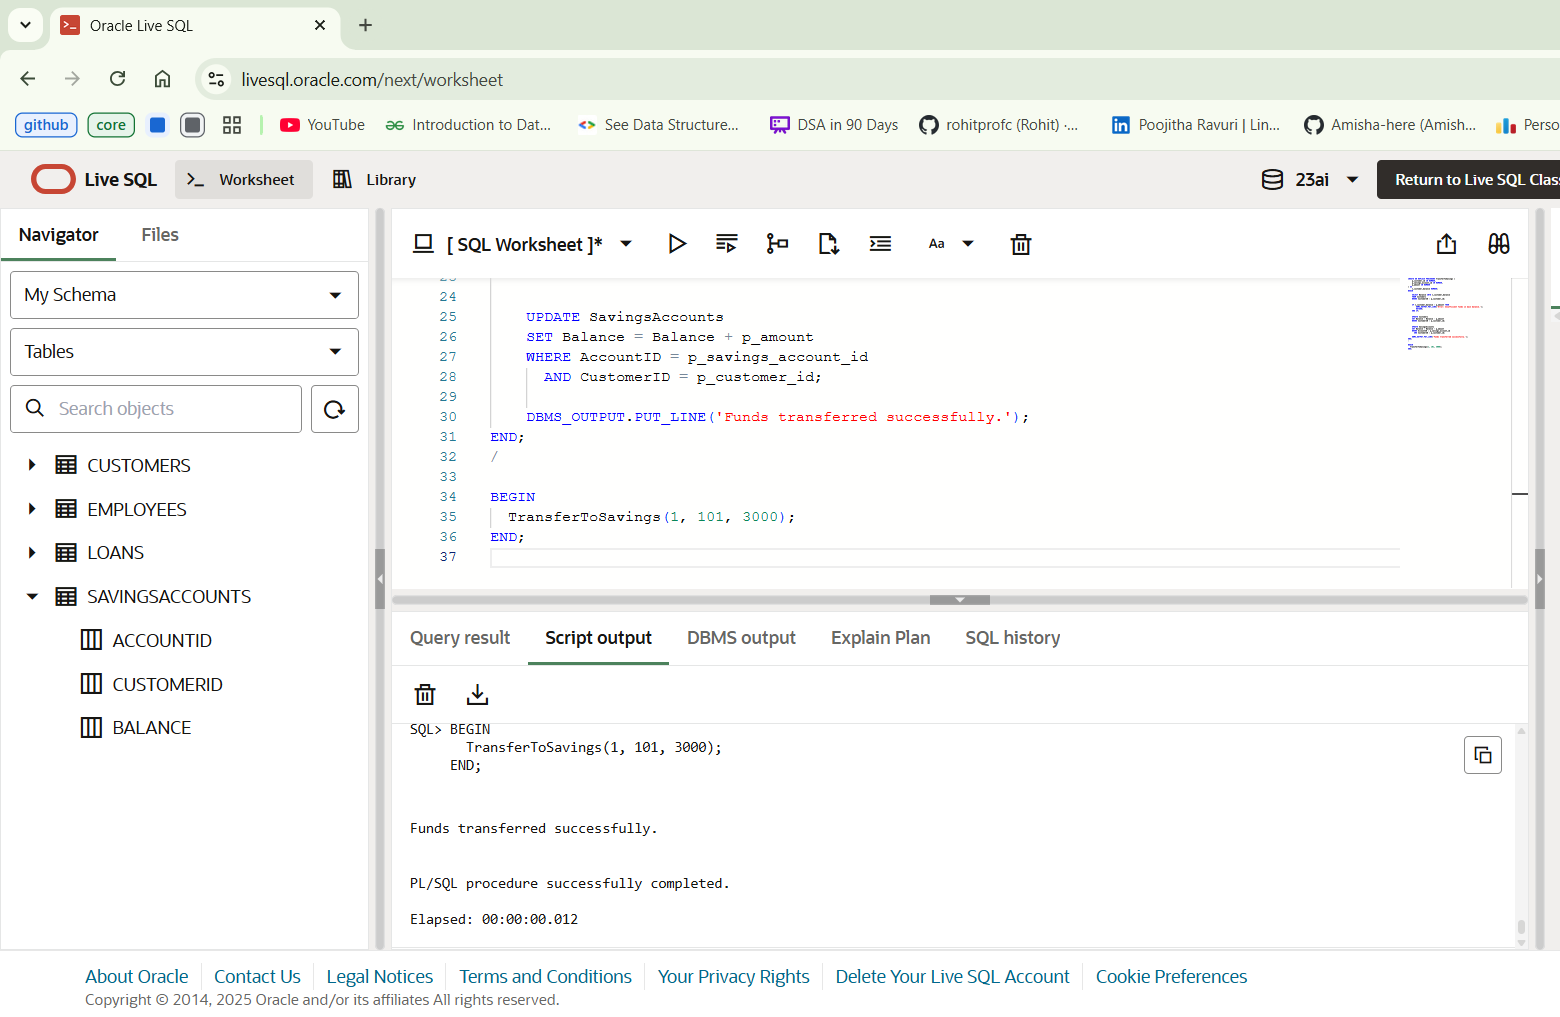 Oracle Live SQL
livesql.oracle.com/next/worksheet
github core YouTube Introduction to Dat... See Data Structure... DSA in 90 Days rohitprofc (Rohit) ·... Poojitha Ravuri | Lin... Amisha-here (Amish... Perso
Live SQL >_ Worksheet Library 23ai Return to Live SQL Clas
Navigator Files
[ SQL Worksheet ]* Aa
My Schema
Tables
Search objects
CUSTOMERS
EMPLOYEES
LOANS
SAVINGSACCOUNTS
ACCOUNTID
CUSTOMERID
BALANCE
23
24
25 UPDATE SavingsAccounts
26 SET Balance = Balance + p_amount
27 WHERE AccountID = p_savings_account_id
28 AND CustomerID = p_customer_id;
29
30 DBMS_OUTPUT.PUT_LINE('Funds transferred successfully.');
31 END;
32 /
33
34 BEGIN
35 TransferToSavings(1, 101, 3000);
36 END;
37
Query result Script output DBMS output Explain Plan SQL history
SQL> BEGIN
TransferToSavings(1, 101, 3000);
END;
Funds transferred successfully.
PL/SQL procedure successfully completed.
Elapsed: 00:00:00.012
About Oracle Contact Us Legal Notices Terms and Conditions Your Privacy Rights Delete Your Live SQL Account Cookie Preferences
Copyright © 2014, 2025 Oracle and/or its affiliates All rights reserved.